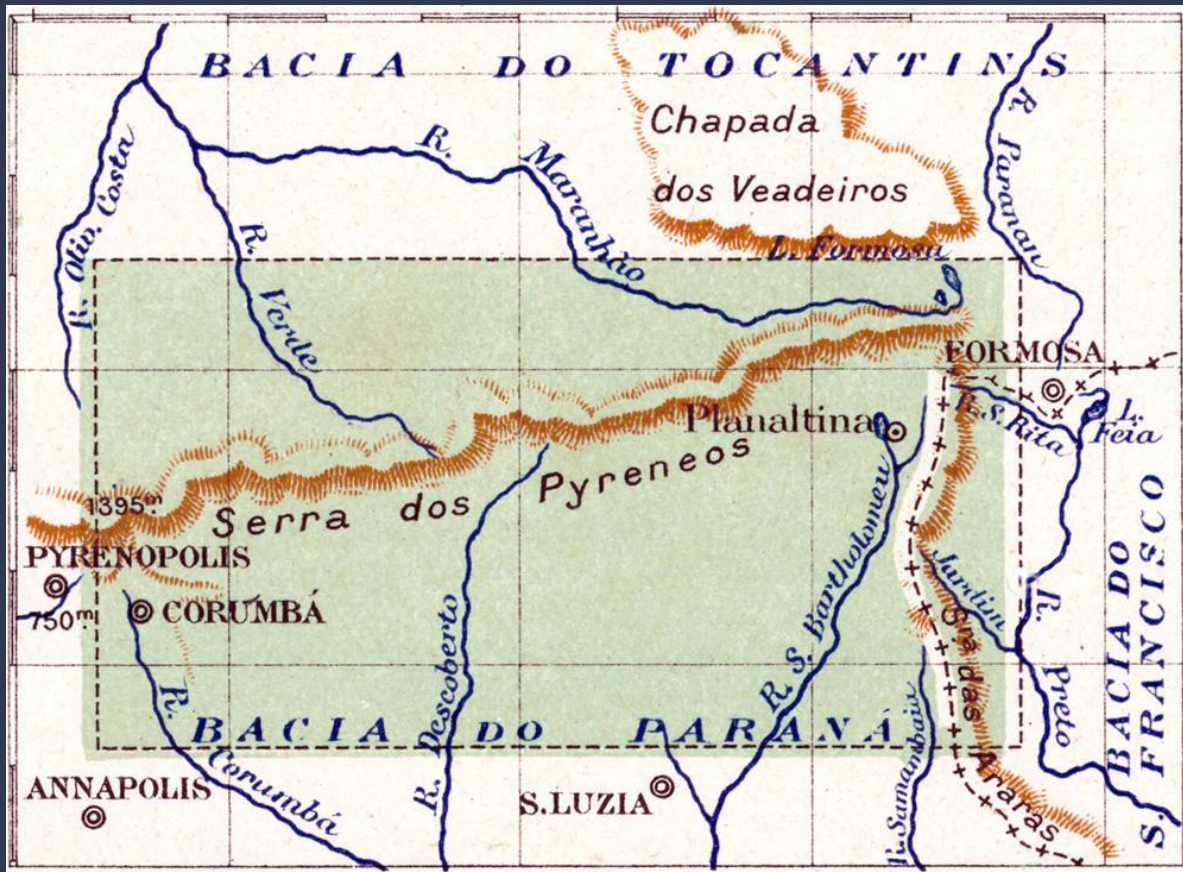 BACIA DO TOCANTINS
Chapada
dos Veadeiros
R. Paranan
R. Oliv. Costa
R. Maranhão
R. Verde
L. Formosa
FORMOSA
R. S. Rita
L. Feia
Planaltina
1395m.
Serra dos Pyreneos
PYRENOPOLIS
750m.
CORUMBÁ
R. Corumbá
R. Descoberto
R. S. Bartholomeu
Jardim
R. Preto
Sra. das Araras
R. Samambaia
BACIA DO PARANÁ
BACIA DO
S. FRANCISCO
ANNAPOLIS
S. LUZIA